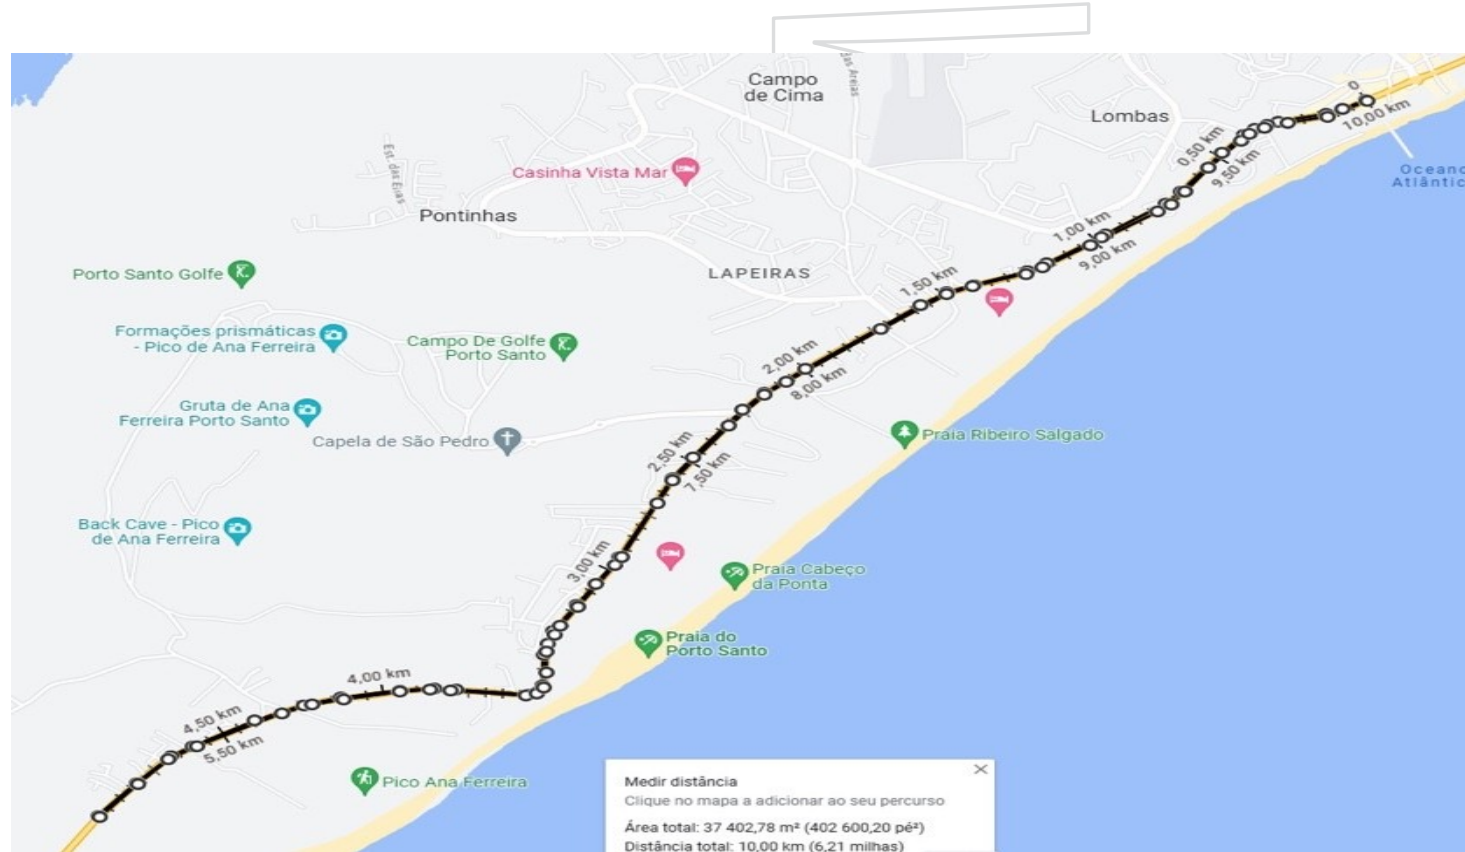 das Areias
Campo
de Cima
Lombas
0
10,00 km
0,50 km
9,50 km
Oceano
Atlântic
Est. das Eiras
Casinha Vista Mar
Pontinhas
1,00 km
9,00 km
Porto Santo Golfe
LAPEIRAS
1,50 km
Formações prismáticas
- Pico de Ana Ferreira
Campo De Golfe
Porto Santo
2,00 km
8,00 km
Gruta de Ana
Ferreira Porto Santo
Capela de São Pedro
Praia Ribeiro Salgado
2,50 km
7,50 km
Back Cave - Pico
de Ana Ferreira
3,00 km
Praia Cabeço
da Ponta
Praia do
Porto Santo
4,00 km
4,50 km
5,50 km
Pico Ana Ferreira
Medir distância
Clique no mapa a adicionar ao seu percurso
Área total: 37 402,78 m² (402 600,20 pé²)
Distância total: 10,00 km (6,21 milhas)